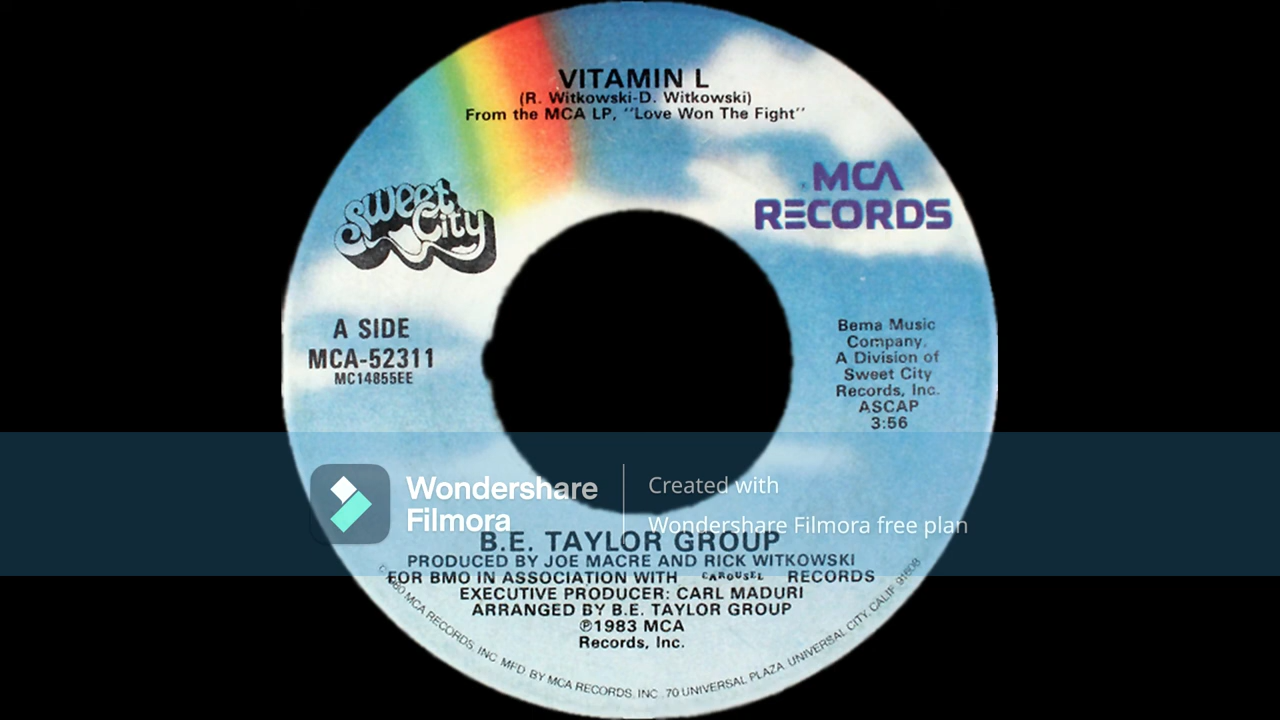 VITAMIN L
(R. Witkowski-D. Witkowski)
From the MCA LP, "Love Won The Fight"
Sweet City
MCA
RECORDS
A SIDE
MCA-52311
MC14855EE
Bema Music
Company,
A Division of
Sweet City
Records, Inc.
ASCAP
3:56
Wondershare
Filmora
Created with
Wondershare Filmora free plan
B.E. TAYLOR GROUP
PRODUCED BY JOE MACRE AND RICK WITKOWSKI
FOR BMO IN ASSOCIATION WITH CAROUSEL RECORDS
EXECUTIVE PRODUCER: CARL MADURI
ARRANGED BY B.E. TAYLOR GROUP
℗1983 MCA
Records, Inc.
©1980 MCA RECORDS, INC MFD BY MCA RECORDS, INC. 70 UNIVERSAL PLAZA, UNIVERSAL CITY, CALIF. 91608